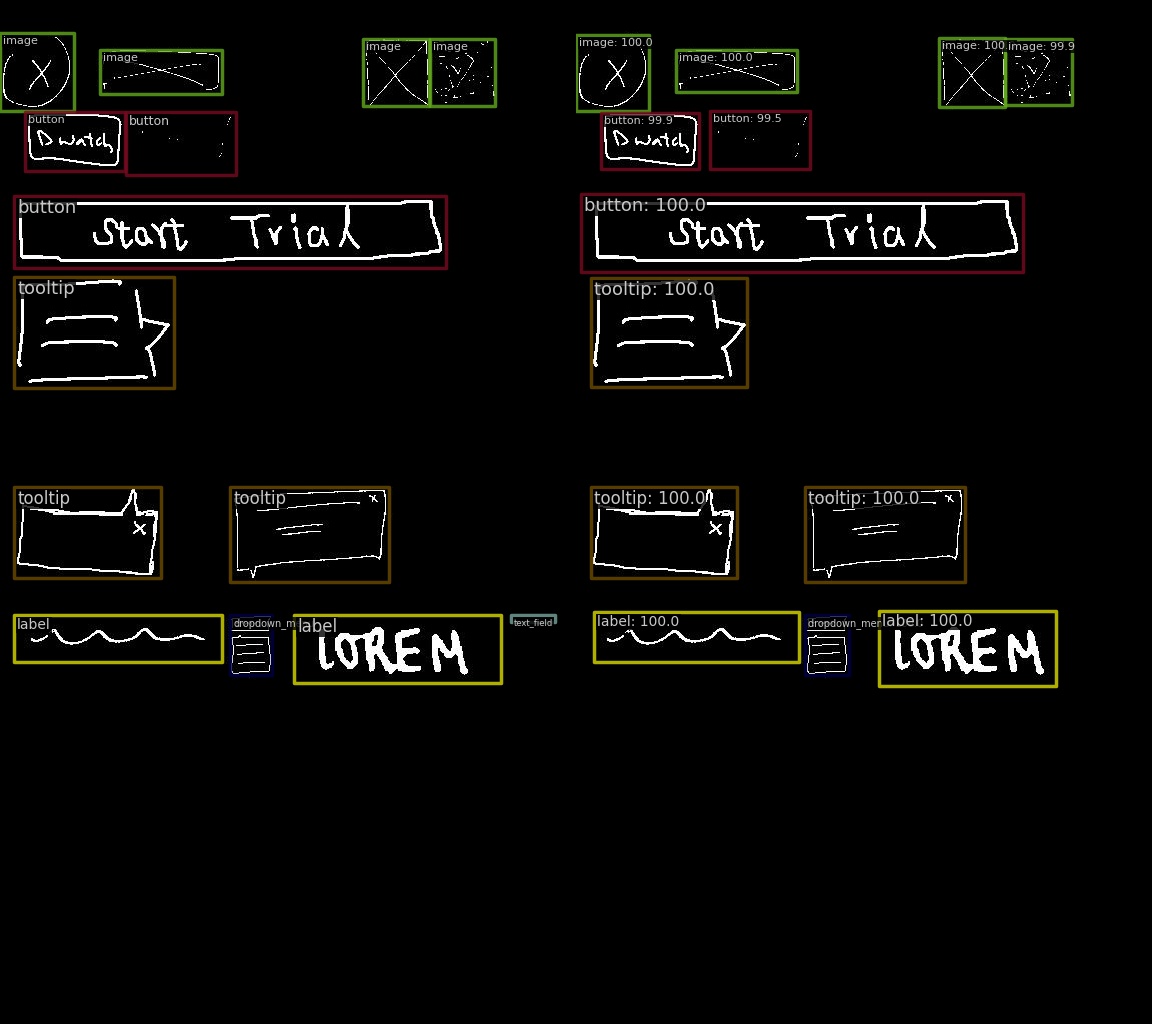 image image image image image: 100.0 image: 100.0 image: 100 image: 99.9
X X
button button button: 99.9 button: 99.5
D watch D watch
button button: 100.0
Start Trial Start Trial
tooltip tooltip: 100.0
tooltip tooltip tooltip: 100.0 tooltip: 100.0
x x x x
label dropdown_m label text_field label: 100.0 dropdown_men label: 100.0
lOREM lOREM